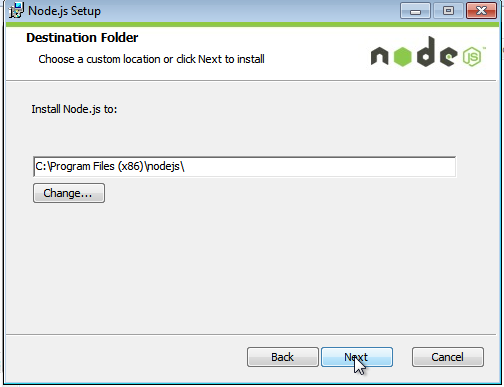 Node.js Setup
Destination Folder
Choose a custom location or click Next to install
node JS
Install Node.js to:
C:\Program Files (x86)\nodejs\
Change...
Back
Next
Cancel